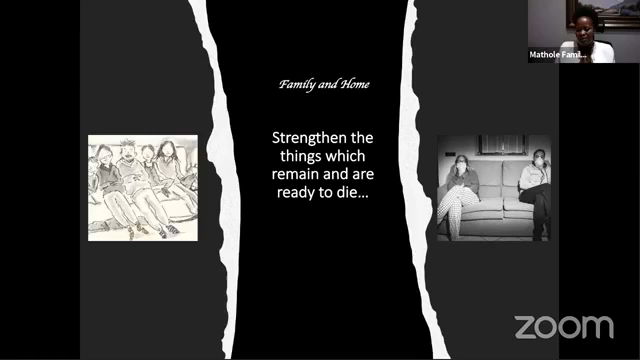 Mathole Famil...
Family and Home
Strengthen the
things which
remain and are
ready to die...
zoom